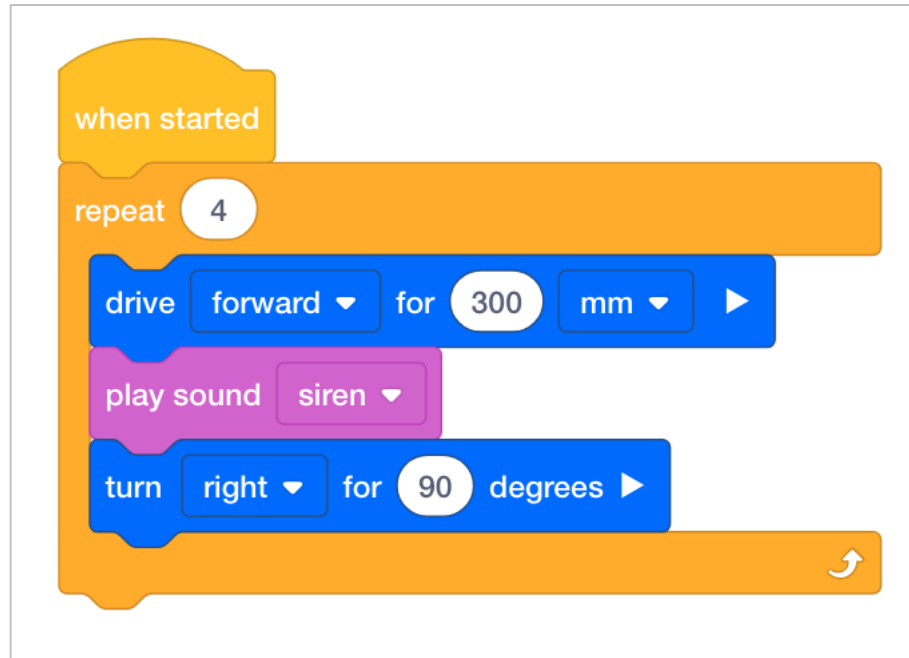 when started
repeat 4
drive forward for 300 mm
play sound siren
turn right for 90 degrees